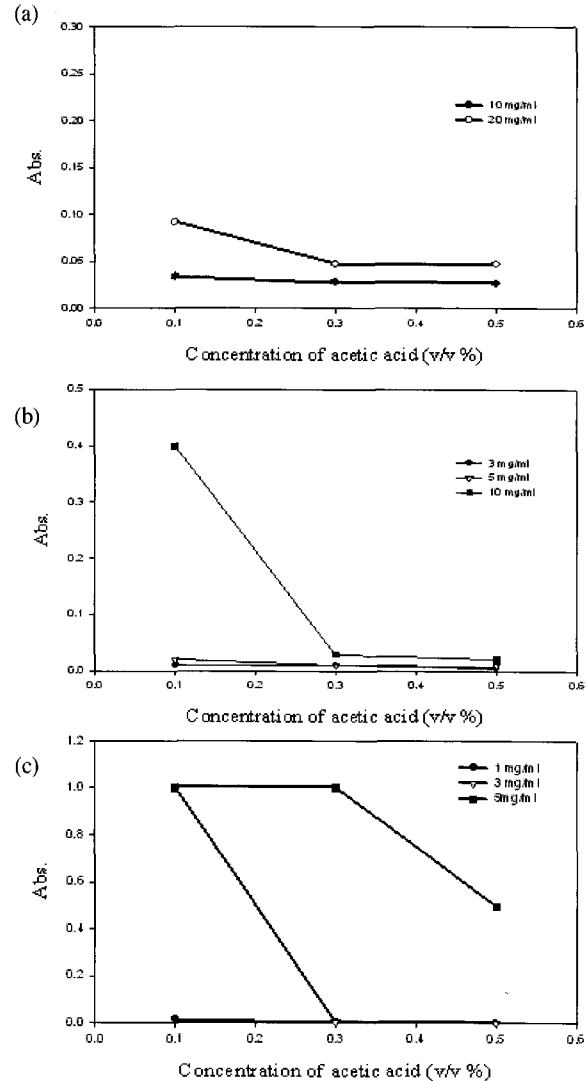 (a)
0.30
0.25
0.20
0.15
0.10
0.05
0.00
Abs.
10 mg/ml
20 mg/ml
0.0 0.1 0.2 0.3 0.4 0.5 0.6
Concentration of acetic acid (v/v %)
(b)
0.5
0.4
0.3
0.2
0.1
0.0
Abs.
3 mg/ml
5 mg/ml
10 mg/ml
0.0 0.1 0.2 0.3 0.4 0.5 0.6
Concentration of acetic acid (v/v %)
(c)
1.2
1.0
0.8
0.6
0.4
0.2
0.0
Abs.
1 mg/ml
3 mg/ml
5mg/ml
0.0 0.1 0.2 0.3 0.4 0.5 0.6
Concentration of acetic acid (v/v %)